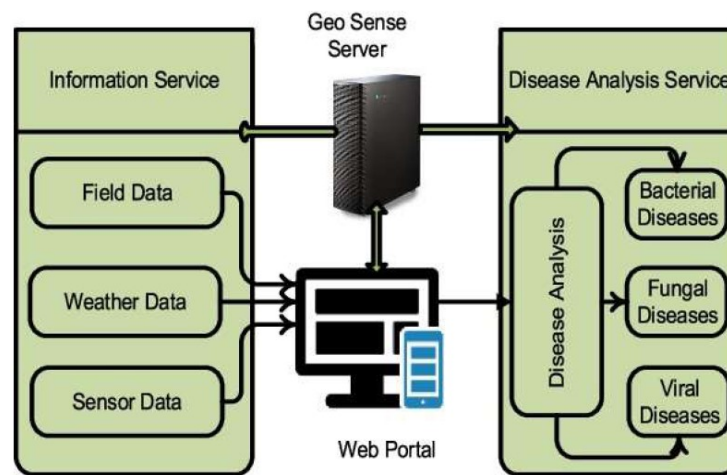 Geo Sense
Server
Information Service
Disease Analysis Service
Field Data
Weather Data
Sensor Data
Web Portal
Disease Analysis
Bacterial
Diseases
Fungal
Diseases
Viral
Diseases